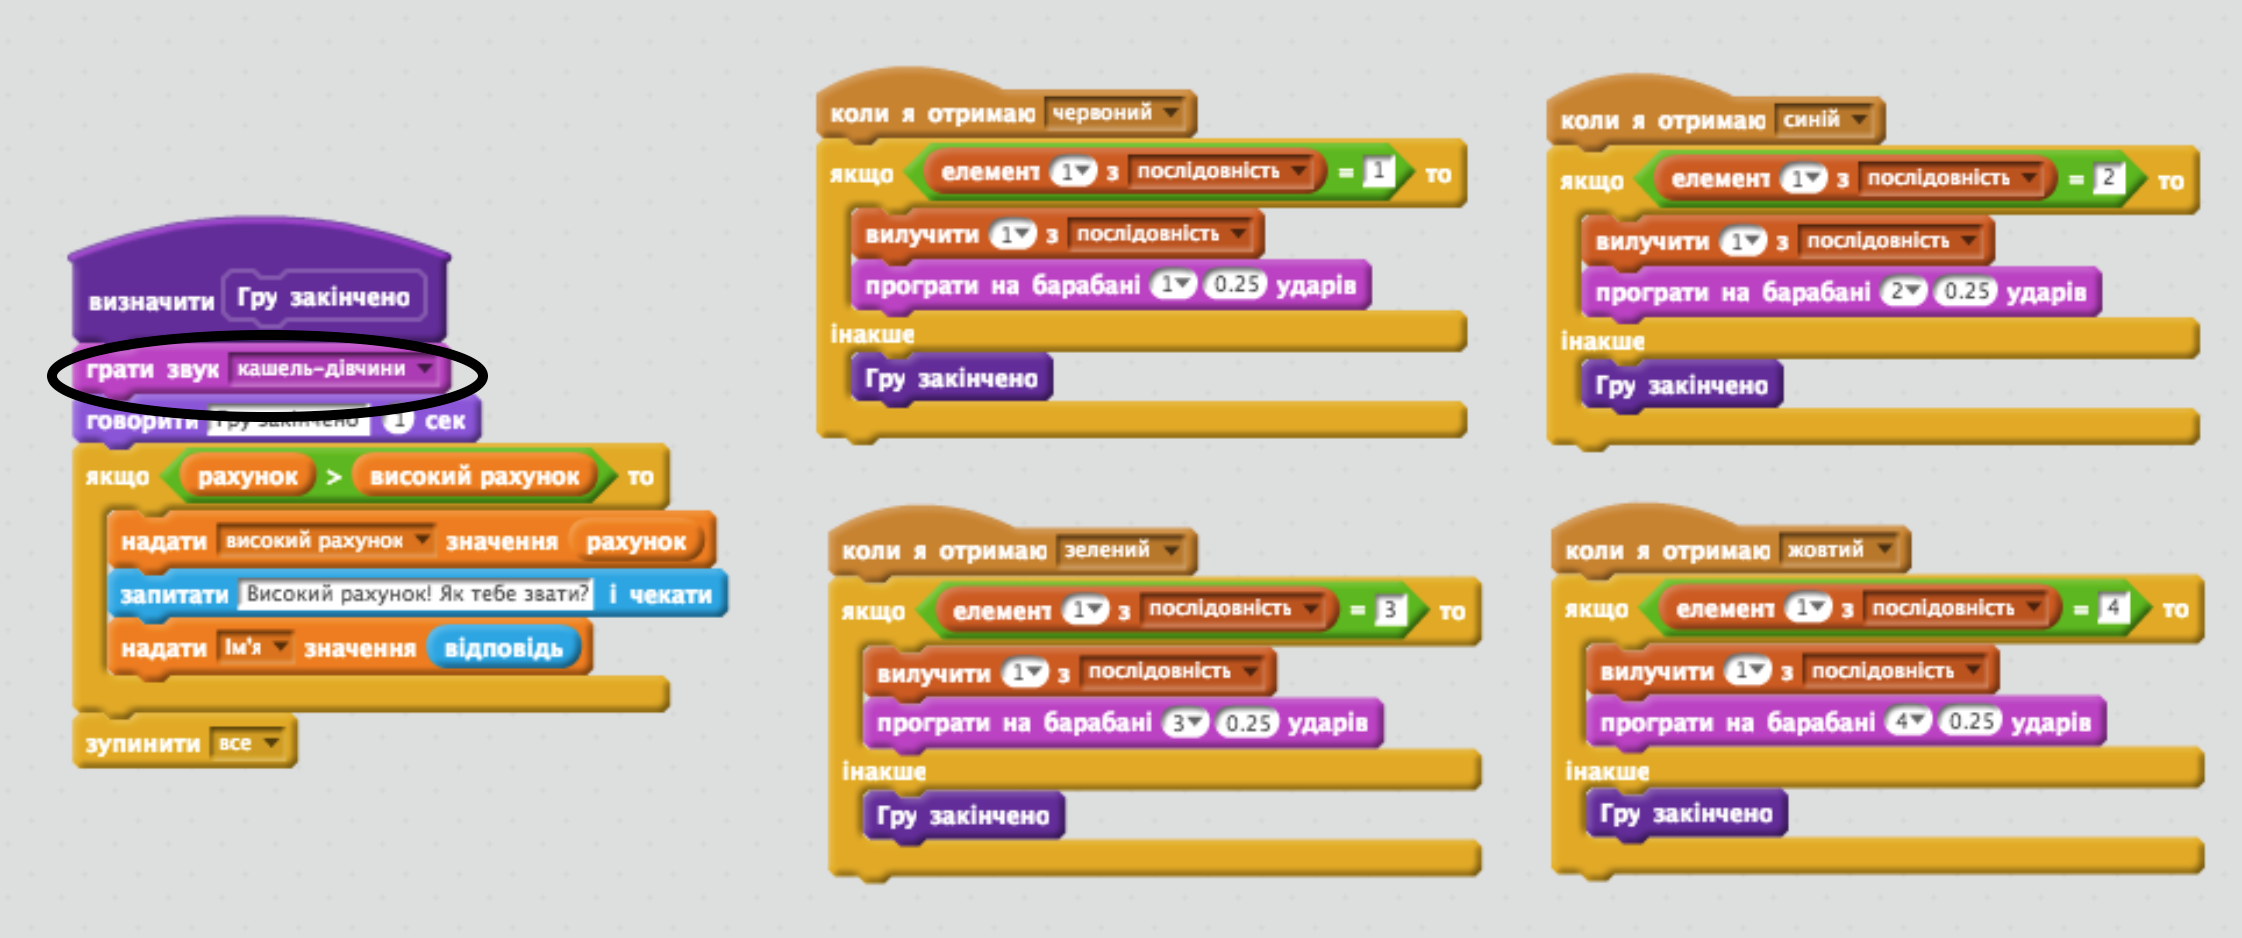 визначити Гру закінчено
грати звук кашель-дівчини
говорити Гру закінчено 1 сек
якщо рахунок > високий рахунок то
надати високий рахунок значення рахунок
запитати Високий рахунок! Як тебе звати? і чекати
надати Ім'я значення відповідь
зупинити все
коли я отримаю червоний
якщо елемент 1 з послідовність = 1 то
вилучити 1 з послідовність
програти на барабані 1 0.25 ударів
інакше
Гру закінчено
коли я отримаю синій
якщо елемент 1 з послідовність = 2 то
вилучити 1 з послідовність
програти на барабані 2 0.25 ударів
інакше
Гру закінчено
коли я отримаю зелений
якщо елемент 1 з послідовність = 3 то
вилучити 1 з послідовність
програти на барабані 3 0.25 ударів
інакше
Гру закінчено
коли я отримаю жовтий
якщо елемент 1 з послідовність = 4 то
вилучити 1 з послідовність
програти на барабані 4 0.25 ударів
інакше
Гру закінчено